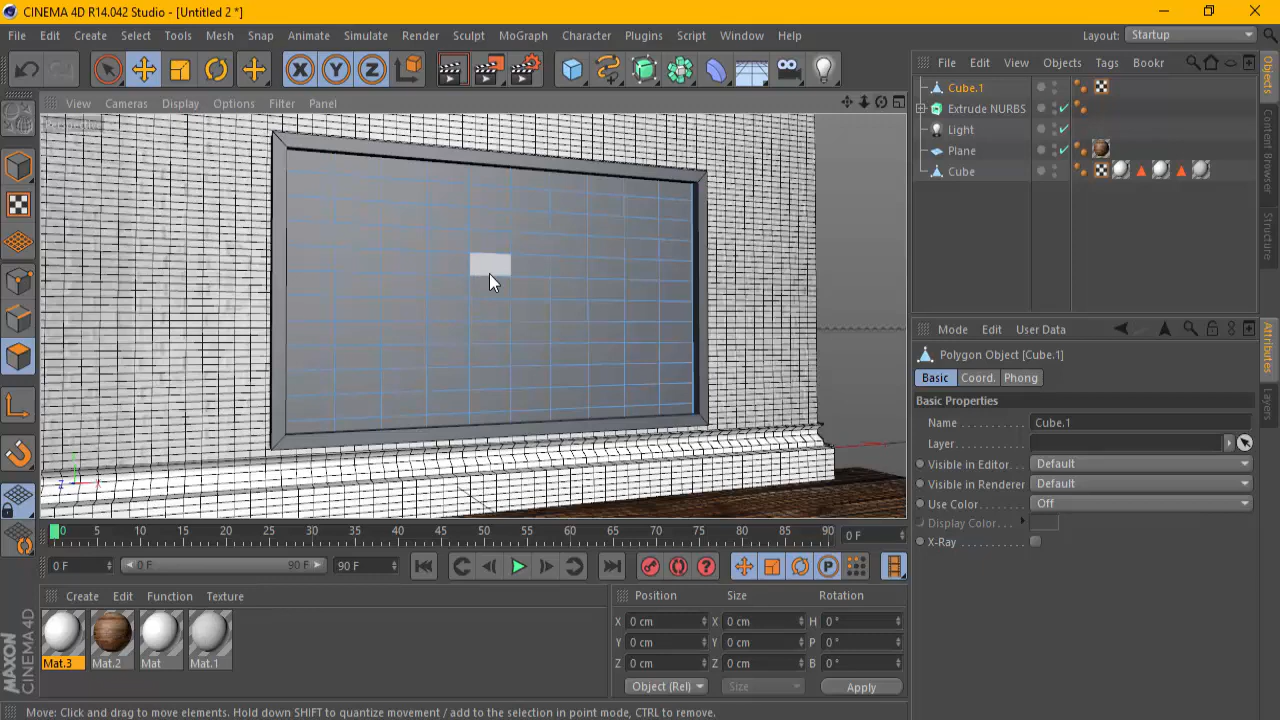 CINEMA 4D R14.042 Studio - [Untitled 2 *]
File Edit Create Select Tools Mesh Snap Animate Simulate Render Sculpt MoGraph Character Plugins Script Window Help Layout: Startup
File Edit View Objects Tags Bookr
View Cameras Display Options Filter Panel
Perspective
Cube.1
Extrude NURBS
Light
Plane
Cube
Objects
Content Browser
Structure
Mode Edit User Data
Polygon Object [Cube.1]
Basic Coord. Phong
Basic Properties
Name Cube.1
Layer
Visible in Editor Default
Visible in Renderer Default
Use Color Off
Display Color
X-Ray
Attributes
Layers
X Y Z
Y
Z
0 5 10 15 20 25 30 35 40 45 50 55 60 65 70 75 80 85 90 0 F
0 F 0 F 90 F 90 F
P
Create Edit Function Texture
Mat.3 Mat.2 Mat Mat.1
Position Size Rotation
X 0 cm X 0 cm H 0 °
Y 0 cm Y 0 cm P 0 °
Z 0 cm Z 0 cm B 0 °
Object (Rel) Size Apply
MAXON
CINEMA 4D
Move: Click and drag to move elements. Hold down SHIFT to quantize movement / add to the selection in point mode, CTRL to remove.